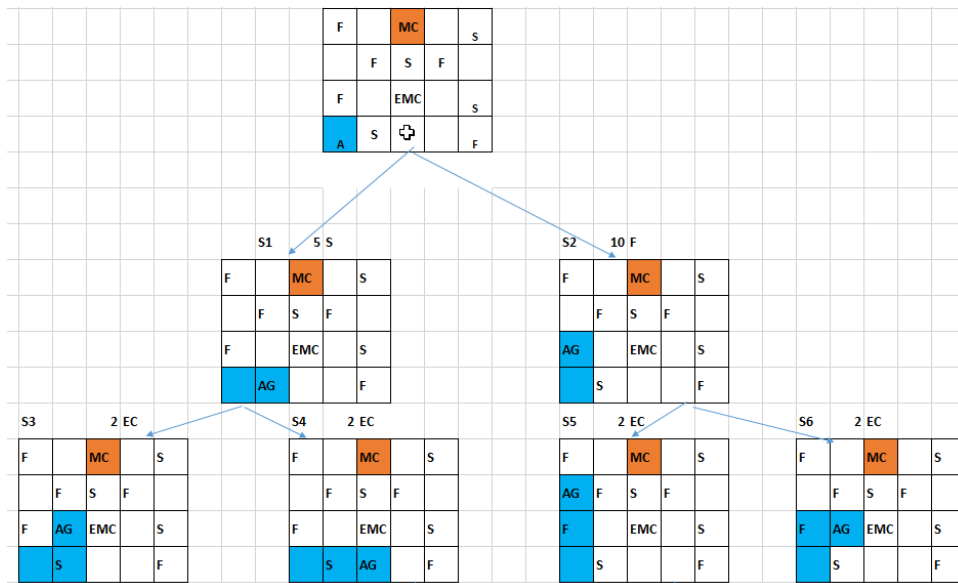 F MC S
F S F
F EMC S
A S F
S1 5 S S2 10 F
F MC S F MC S
F S F F S F
F EMC S AG EMC S
AG F S F
S3 2 EC S4 2 EC S5 2 EC S6 2 EC
F MC S F MC S F MC S F MC S
F S F F S F AG F S F F S F
F AG EMC S F EMC S F EMC S F AG EMC S
S F S AG F S F S F